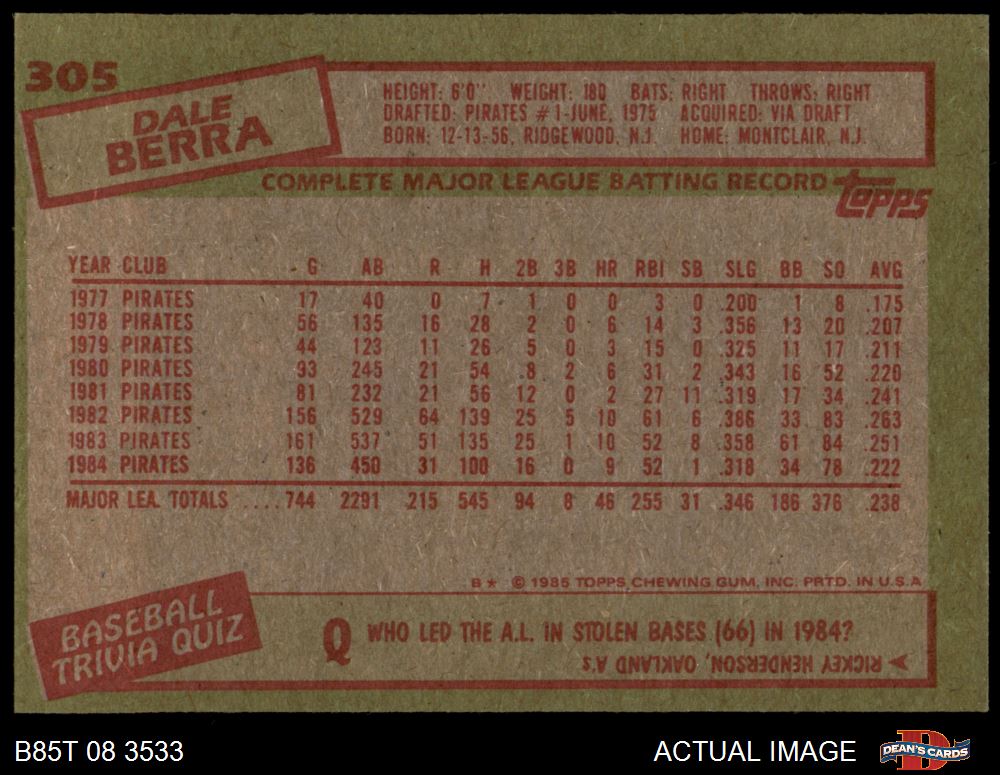 305
DALE
BERRA
HEIGHT: 6'0" WEIGHT: 180 BATS: RIGHT THROWS: RIGHT
DRAFTED: PIRATES #1-JUNE, 1975 ACQUIRED: VIA DRAFT
BORN: 12-13-56, RIDGEWOOD, N.J. HOME: MONTCLAIR, N.J.
COMPLETE MAJOR LEAGUE BATTING RECORD topps
YEAR CLUB G AB R H 2B 3B HR RBI SB SLG BB SO AVG
1977 PIRATES 17 40 0 7 1 0 0 3 0 .200 1 8 .175
1978 PIRATES 56 135 16 28 2 0 6 14 3 .356 13 20 .207
1979 PIRATES 44 123 11 26 5 0 3 15 0 .325 11 17 .211
1980 PIRATES 93 245 21 54 8 2 6 31 2 .343 16 52 .220
1981 PIRATES 81 232 21 56 12 0 2 27 11 .319 17 34 .241
1982 PIRATES 156 529 64 139 25 5 10 61 6 .386 33 83 .263
1983 PIRATES 161 537 51 135 25 1 10 52 8 .358 61 84 .251
1984 PIRATES 136 450 31 100 16 0 9 52 1 .318 34 78 .222
MAJOR LEA. TOTALS ....744 2291 215 545 94 8 46 255 31 .346 186 376 .238
B★ © 1985 TOPPS CHEWING GUM, INC. PRTD. IN U.S.A.
BASEBALL
TRIVIA QUIZ
Q WHO LED THE A.L. IN STOLEN BASES (66) IN 1984?
RICKEY HENDERSON, OAKLAND A's
B85T 08 3533 ACTUAL IMAGE DEAN'S CARDS